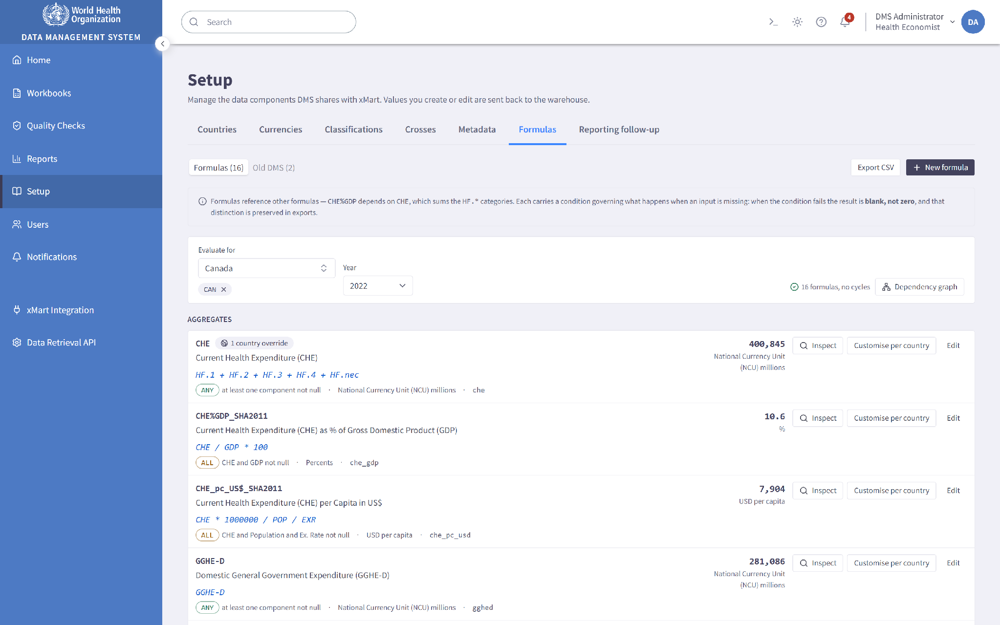 World Health
Organization
DATA MANAGEMENT SYSTEM
Home
Workbooks
Quality Checks
Reports
Setup
Users
Notifications
xMart Integration
Data Retrieval API
Search
4
DMS Administrator
Health Economist
DA
Setup
Manage the data components DMS shares with xMart. Values you create or edit are sent back to the warehouse.
Countries
Currencies
Classifications
Crosses
Metadata
Formulas
Reporting follow-up
Formulas (16)
Old DMS (2)
Export CSV
New formula
Formulas reference other formulas — CHE%GDP depends on CHE, which sums the HF.* categories. Each carries a condition governing what happens when an input is missing: when the condition fails the result is blank, not zero, and that
distinction is preserved in exports.
Evaluate for
Canada
CAN
Year
2022
16 formulas, no cycles
Dependency graph
AGGREGATES
CHE
1 country override
Current Health Expenditure (CHE)
HF.1 + HF.2 + HF.3 + HF.4 + HF.nec
ANY at least one component not null · National Currency Unit (NCU) millions · che
400,845
National Currency Unit
(NCU) millions
Inspect
Customise per country
Edit
CHE%GDP_SHA2011
Current Health Expenditure (CHE) as % of Gross Domestic Product (GDP)
CHE / GDP * 100
ALL CHE and GDP not null · Percents · che_gdp
10.6
%
Inspect
Customise per country
Edit
CHE_pc_US$_SHA2011
Current Health Expenditure (CHE) per Capita in US$
CHE * 1000000 / POP / EXR
ALL CHE and Population and Ex. Rate not null · USD per capita · che_pc_usd
7,904
USD per capita
Inspect
Customise per country
Edit
GGHE-D
Domestic General Government Expenditure (GGHE-D)
GGHE-D
ANY at least one component not null · National Currency Unit (NCU) millions · gghed
281,086
National Currency Unit
(NCU) millions
Inspect
Customise per country
Edit